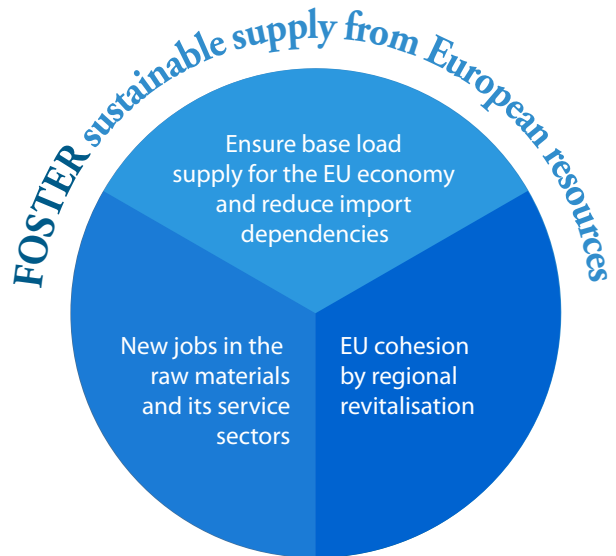 FOSTER sustainable supply from European resources
Ensure base load
supply for the EU economy
and reduce import
dependencies
New jobs in the
raw materials
and its service
sectors
EU cohesion
by regional
revitalisation